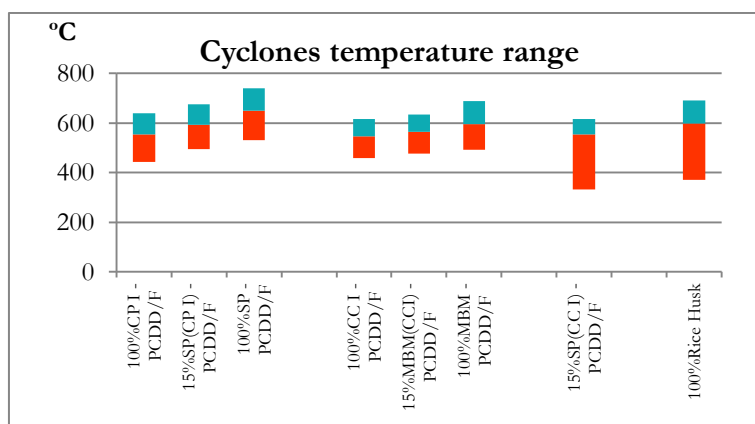 ºC
Cyclones temperature range
800
600
400
200
0
100%CP I -
PCDD/F
15%SP(CP I) -
PCDD/F
100%SP -
PCDD/F
100%CC I -
PCDD/F
15%MBM(CCI) -
PCDD/F
100%MBM -
PCDD/F
15%SP(CC I) -
PCDD/F
100%Rice Husk